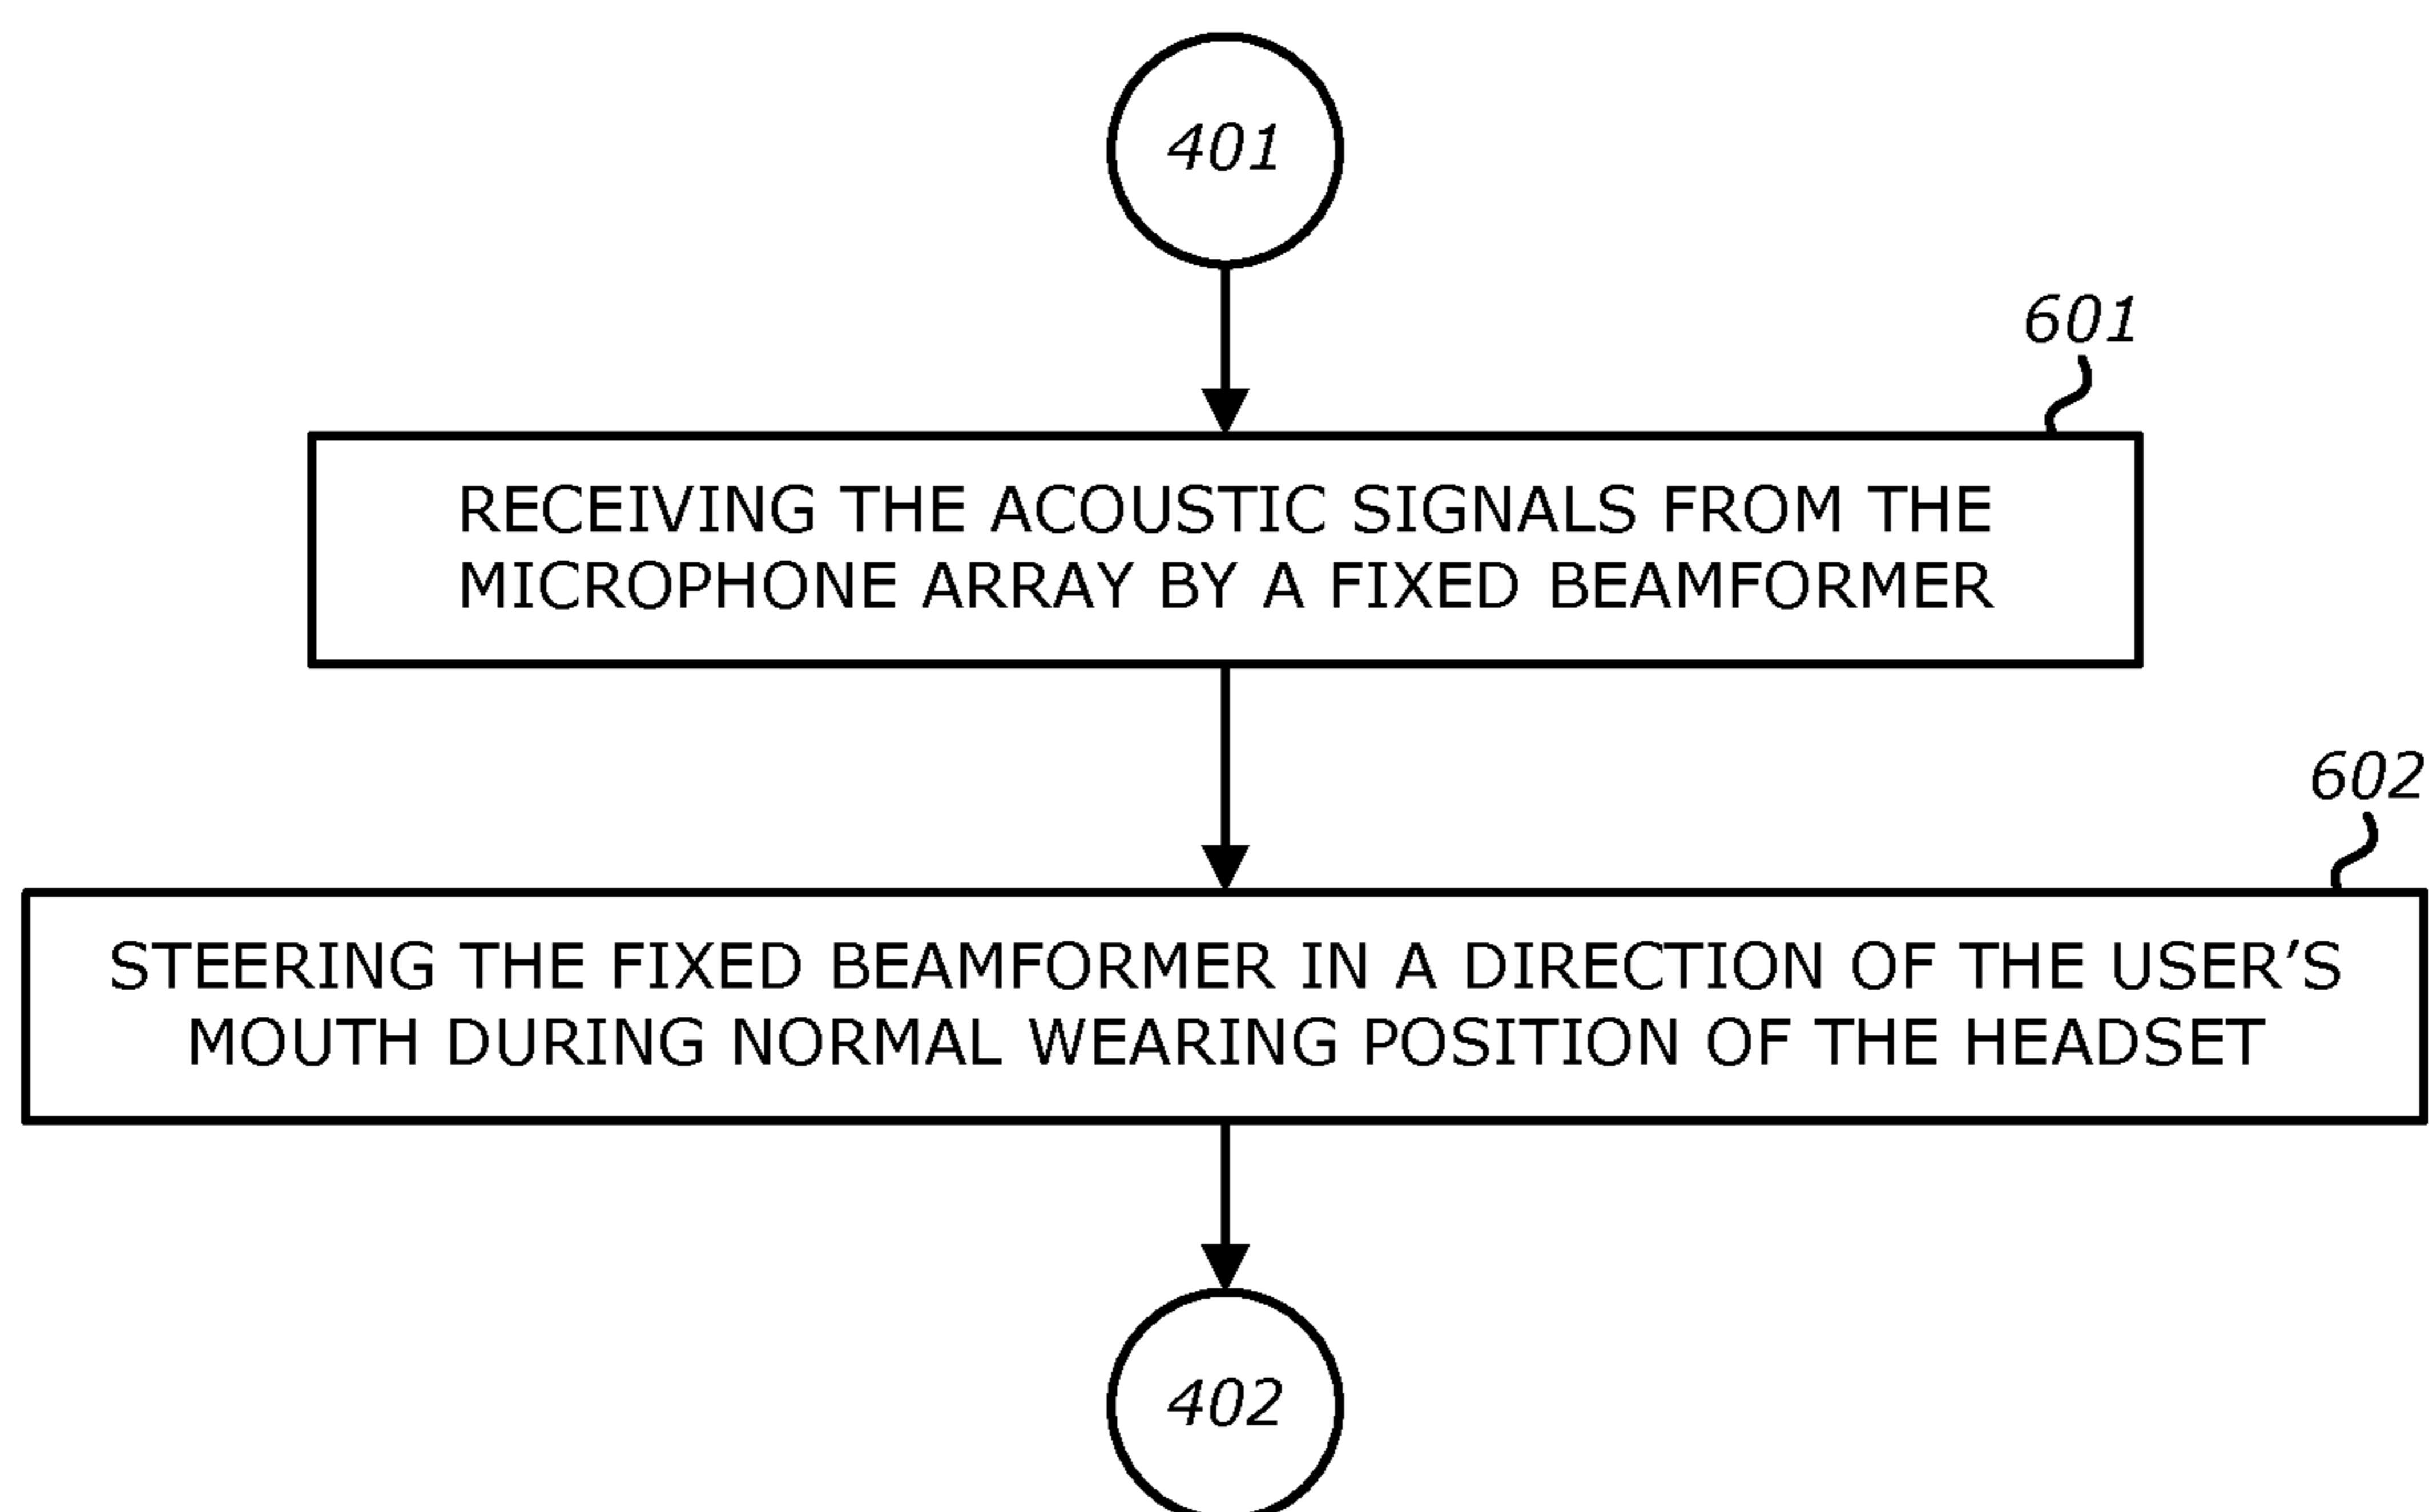 401
601
RECEIVING THE ACOUSTIC SIGNALS FROM THE
MICROPHONE ARRAY BY A FIXED BEAMFORMER
602
STEERING THE FIXED BEAMFORMER IN A DIRECTION OF THE USER’S
MOUTH DURING NORMAL WEARING POSITION OF THE HEADSET
402